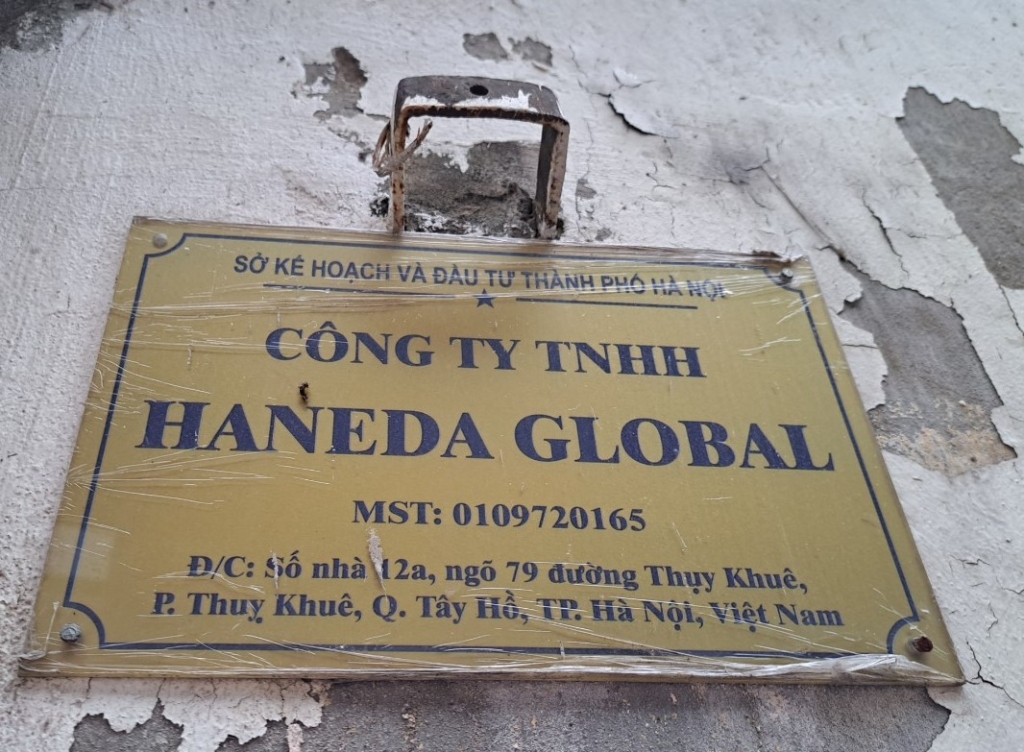 SỞ KẾ HOẠCH VÀ ĐẦU TƯ THÀNH PHỐ HÀ NỘI
CÔNG TY TNHH
HANEDA GLOBAL
MST: 0109720165
Đ/C: Số nhà 12a, ngõ 79 đường Thụy Khuê,
P. Thuỵ Khuê, Q. Tây Hồ, TP. Hà Nội, Việt Nam